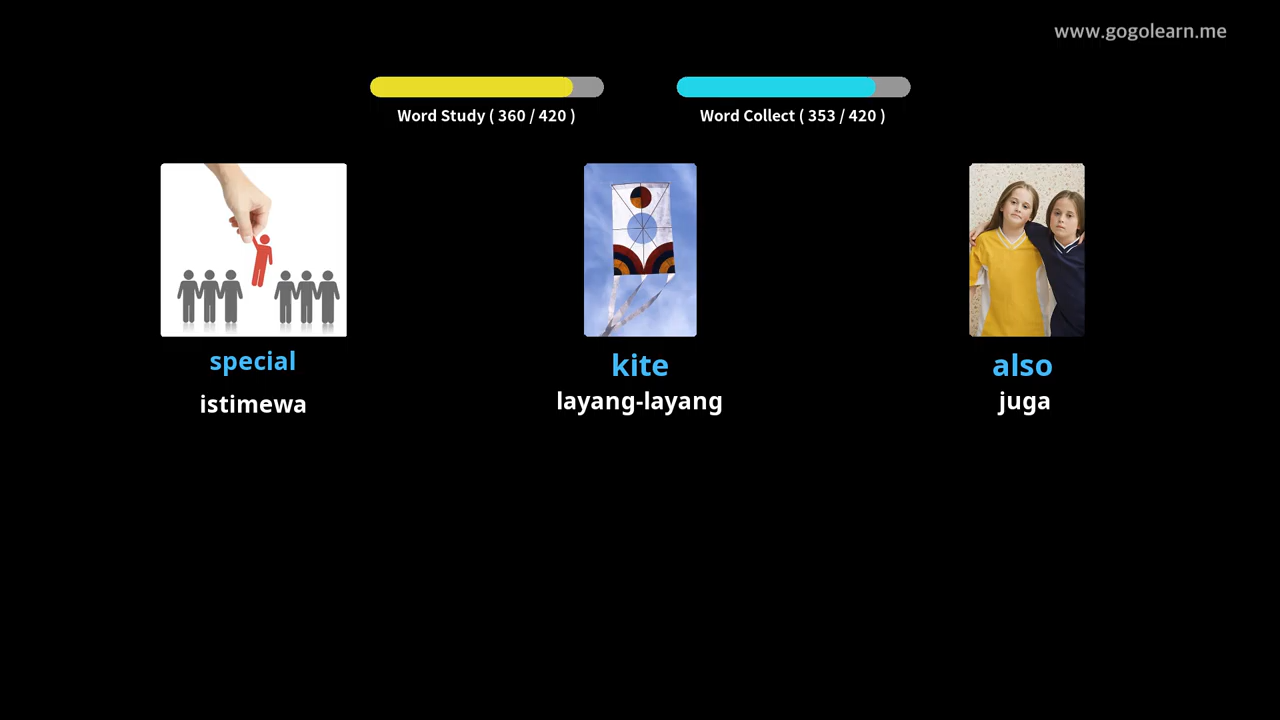 www.gogolearn.me
Word Study ( 360 / 420 )
Word Collect ( 353 / 420 )
special
istimewa
kite
layang-layang
also
juga